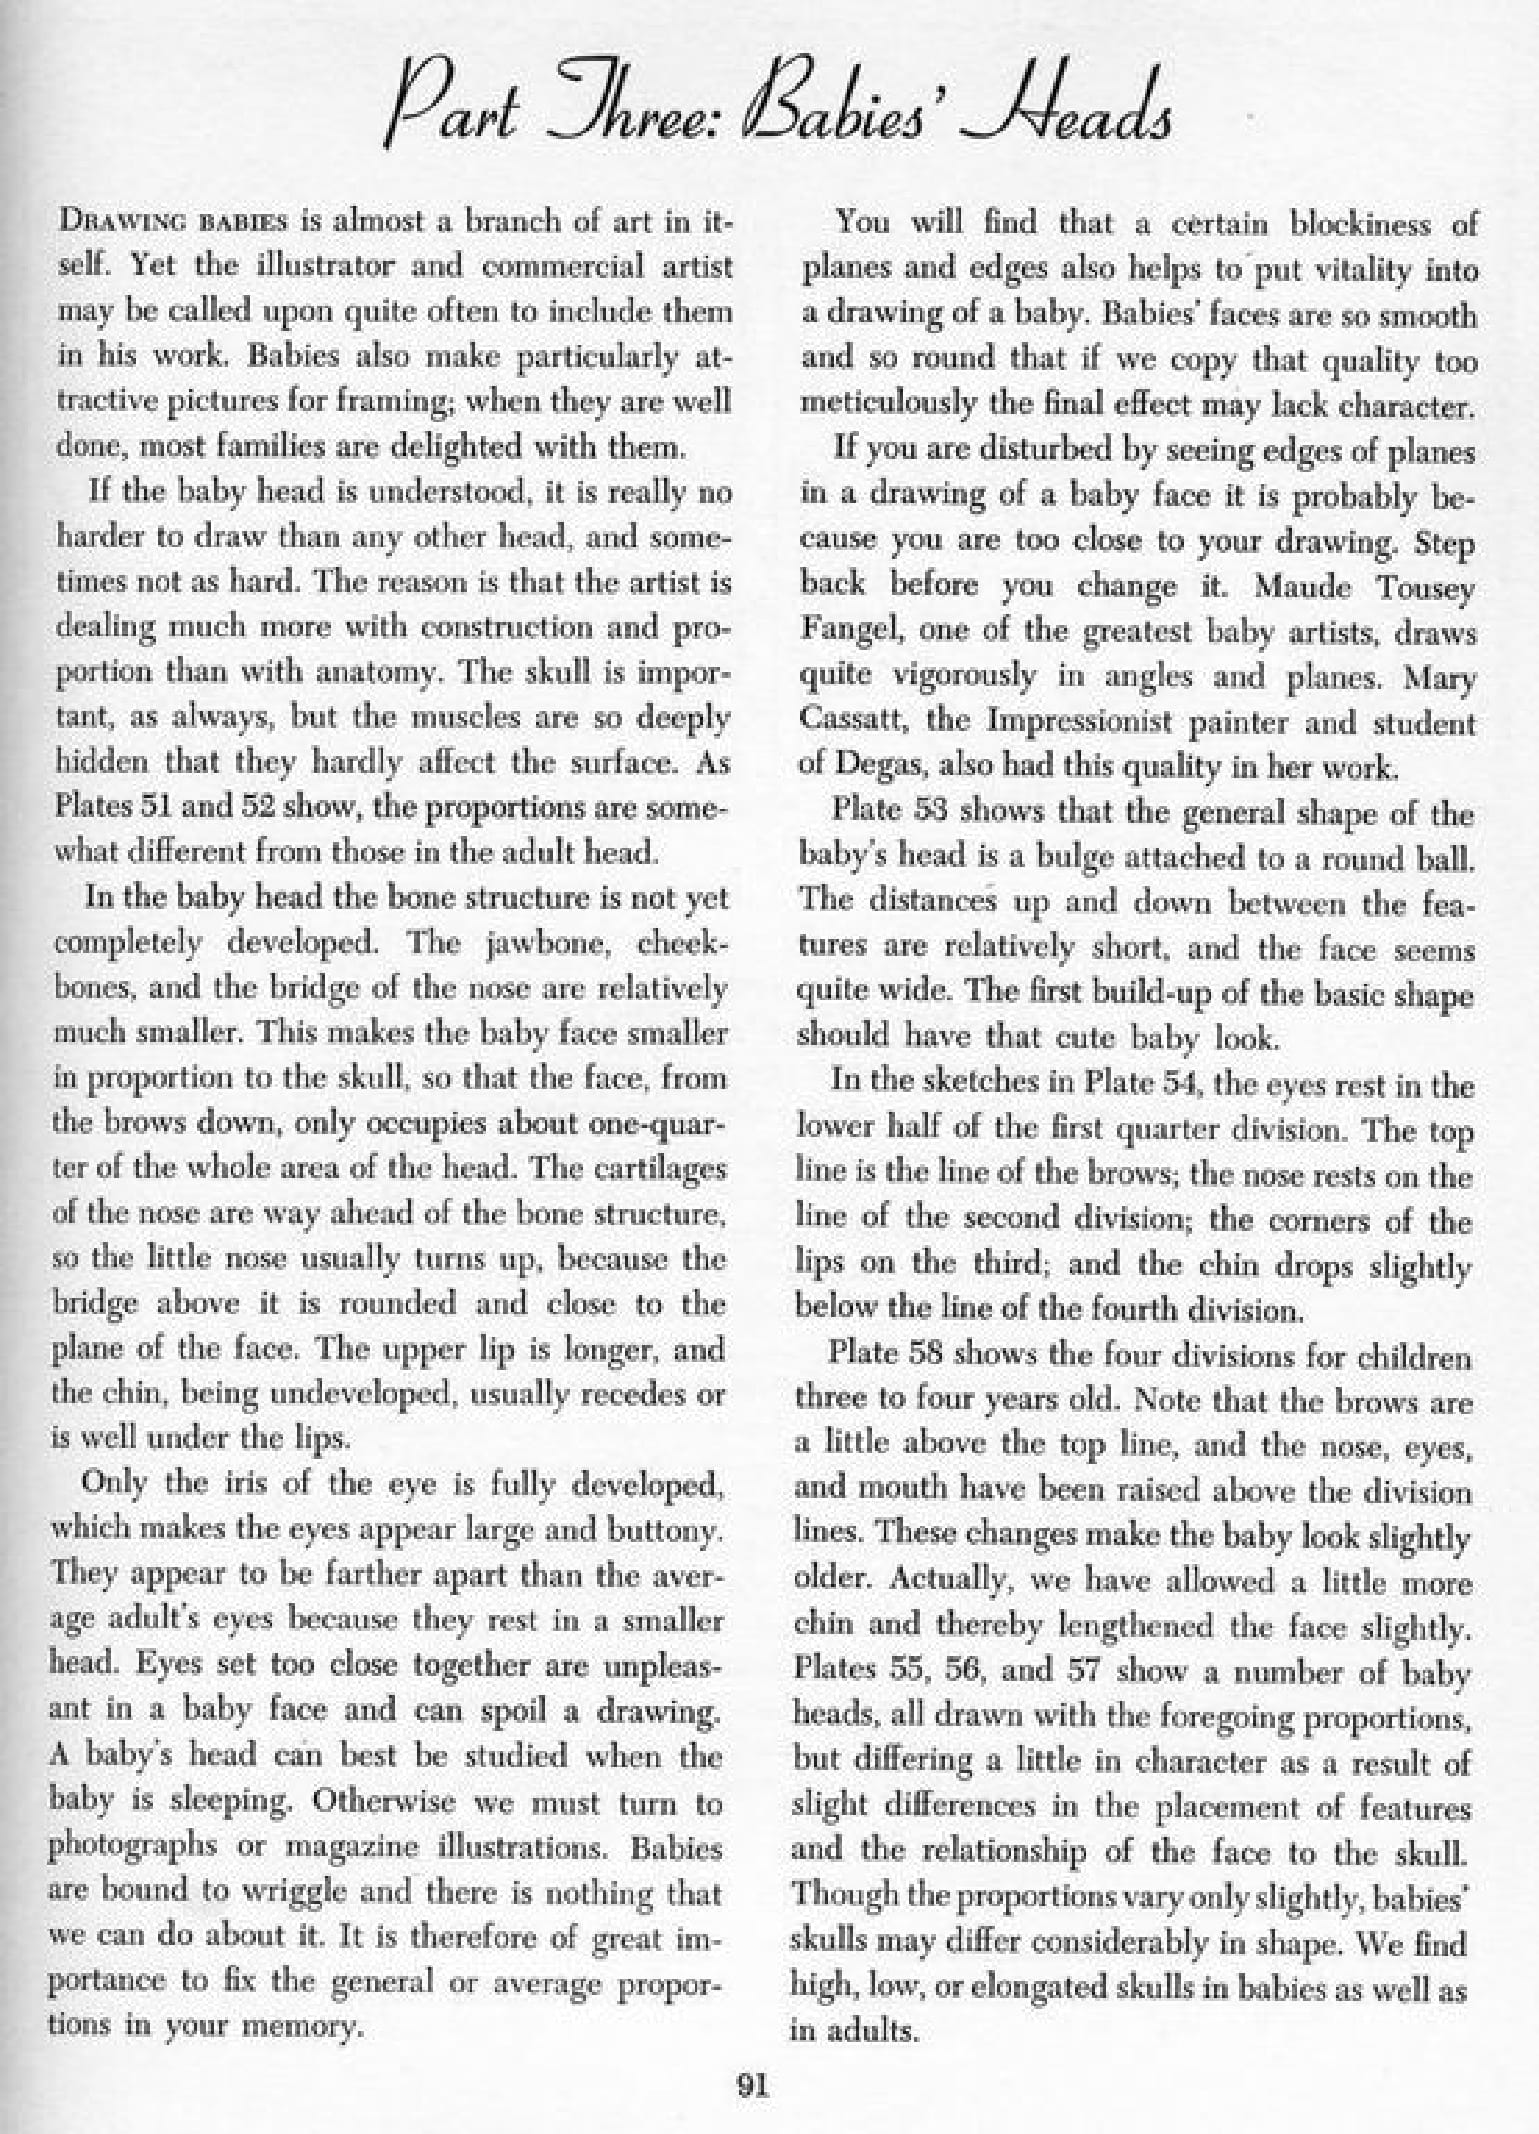 Part Three: Babies' Heads
DRAWING BABIES is almost a branch of art in it-
self. Yet the illustrator and commercial artist
may be called upon quite often to include them
in his work. Babies also make particularly at-
tractive pictures for framing; when they are well
done, most families are delighted with them.
If the baby head is understood, it is really no
harder to draw than any other head, and some-
times not as hard. The reason is that the artist is
dealing much more with construction and pro-
portion than with anatomy. The skull is impor-
tant, as always, but the muscles are so deeply
hidden that they hardly affect the surface. As
Plates 51 and 52 show, the proportions are some-
what different from those in the adult head.
In the baby head the bone structure is not yet
completely developed. The jawbone, cheek-
bones, and the bridge of the nose are relatively
much smaller. This makes the baby face smaller
in proportion to the skull, so that the face, from
the brows down, only occupies about one-quar-
ter of the whole area of the head. The cartilages
of the nose are way ahead of the bone structure,
so the little nose usually turns up, because the
bridge above it is rounded and close to the
plane of the face. The upper lip is longer, and
the chin, being undeveloped, usually recedes or
is well under the lips.
Only the iris of the eye is fully developed,
which makes the eyes appear large and buttony.
They appear to be farther apart than the aver-
age adult's eyes because they rest in a smaller
head. Eyes set too close together are unpleas-
ant in a baby face and can spoil a drawing.
A baby's head can best be studied when the
baby is sleeping. Otherwise we must turn to
photographs or magazine illustrations. Babies
are bound to wriggle and there is nothing that
we can do about it. It is therefore of great im-
portance to fix the general or average propor-
tions in your memory.
You will find that a certain blockiness of
planes and edges also helps to put vitality into
a drawing of a baby. Babies' faces are so smooth
and so round that if we copy that quality too
meticulously the final effect may lack character.
If you are disturbed by seeing edges of planes
in a drawing of a baby face it is probably be-
cause you are too close to your drawing. Step
back before you change it. Maude Tousey
Fangel, one of the greatest baby artists, draws
quite vigorously in angles and planes. Mary
Cassatt, the Impressionist painter and student
of Degas, also had this quality in her work.
Plate 53 shows that the general shape of the
baby's head is a bulge attached to a round ball.
The distances up and down between the fea-
tures are relatively short, and the face seems
quite wide. The first build-up of the basic shape
should have that cute baby look.
In the sketches in Plate 54, the eyes rest in the
lower half of the first quarter division. The top
line is the line of the brows; the nose rests on the
line of the second division; the corners of the
lips on the third; and the chin drops slightly
below the line of the fourth division.
Plate 58 shows the four divisions for children
three to four years old. Note that the brows are
a little above the top line, and the nose, eyes,
and mouth have been raised above the division
lines. These changes make the baby look slightly
older. Actually, we have allowed a little more
chin and thereby lengthened the face slightly.
Plates 55, 56, and 57 show a number of baby
heads, all drawn with the foregoing proportions,
but differing a little in character as a result of
slight differences in the placement of features
and the relationship of the face to the skull.
Though the proportions vary only slightly, babies'
skulls may differ considerably in shape. We find
high, low, or elongated skulls in babies as well as
in adults.
91